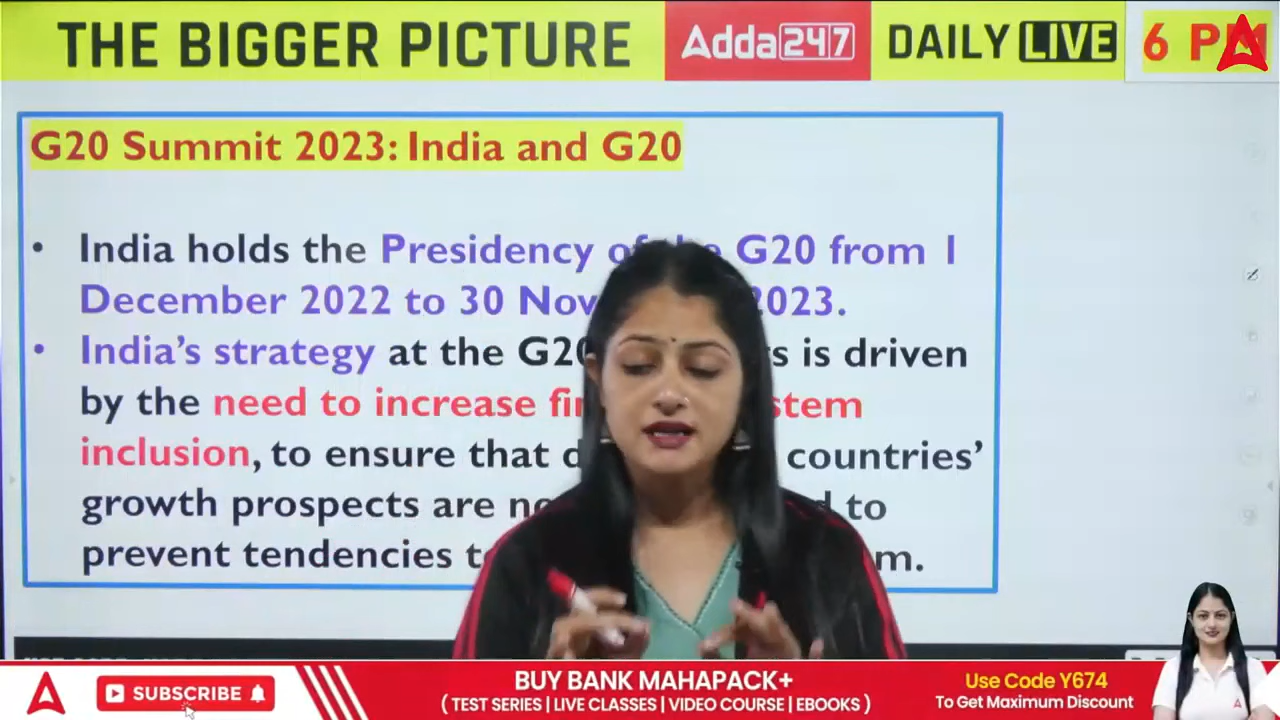 THE BIGGER PICTURE
Adda247
DAILY LIVE
6 PM
G20 Summit 2023: India and G20
• India holds the Presidency of the G20 from 1
December 2022 to 30 Nov 2023.
• India's strategy at the G20 is driven
by the need to increase
inclusion, to ensure that countries'
growth prospects are to
prevent tendencies
SUBSCRIBE
BUY BANK MAHAPACK+
( TEST SERIES | LIVE CLASSES | VIDEO COURSE | EBOOKS )
Use Code Y674
To Get Maximum Discount